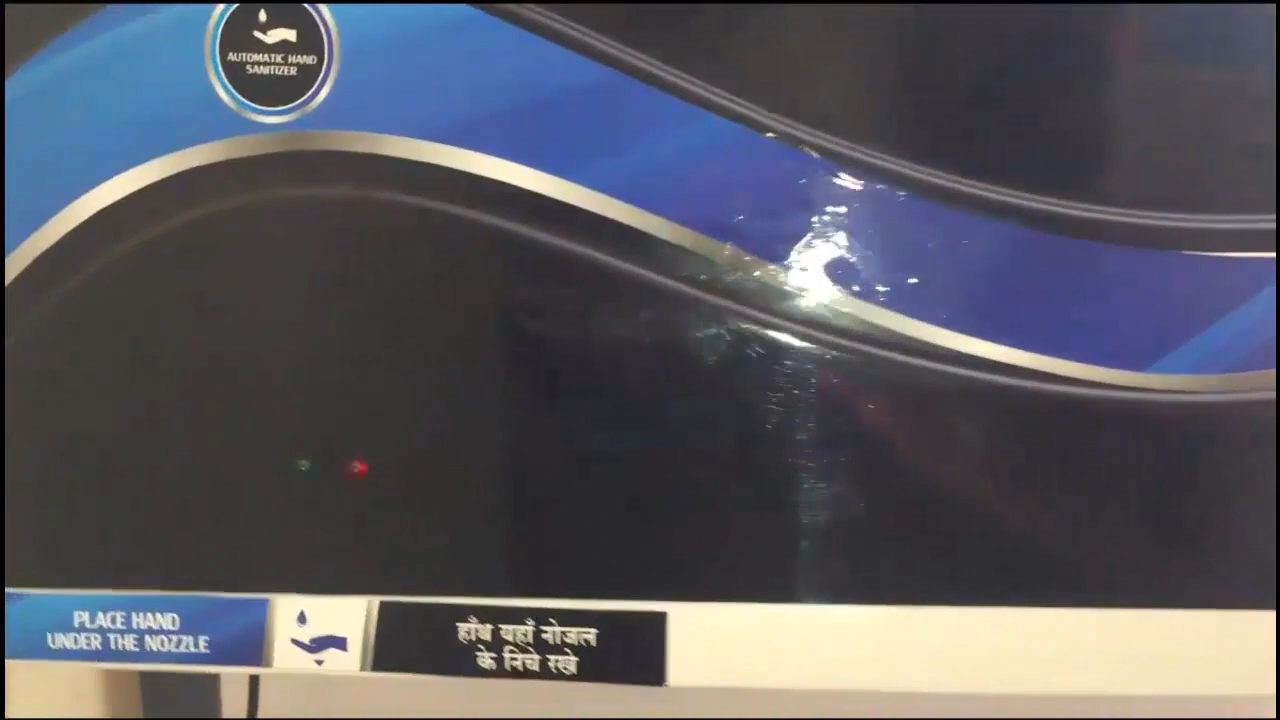 AUTOMATIC HAND
SANITIZER
PLACE HAND
UNDER THE NOZZLE
हाँथ यहाँ नोजल
के निचे रखे